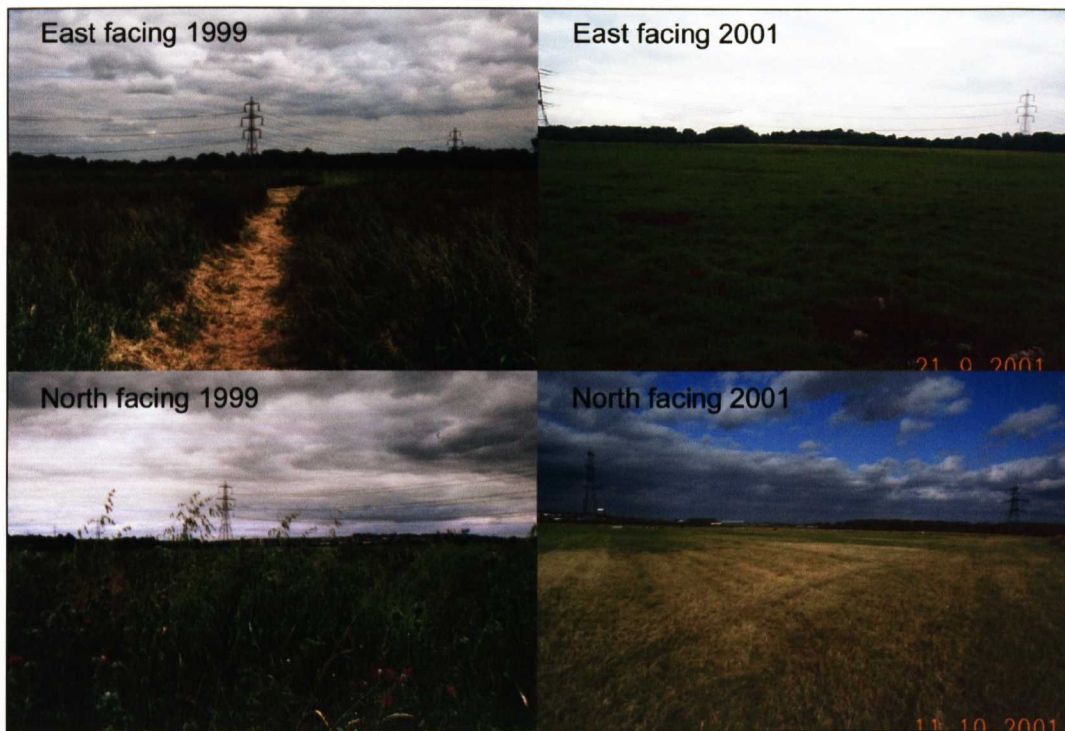 East facing 1999
East facing 2001
21 9 2001
North facing 1999
North facing 2001
11 10 2001